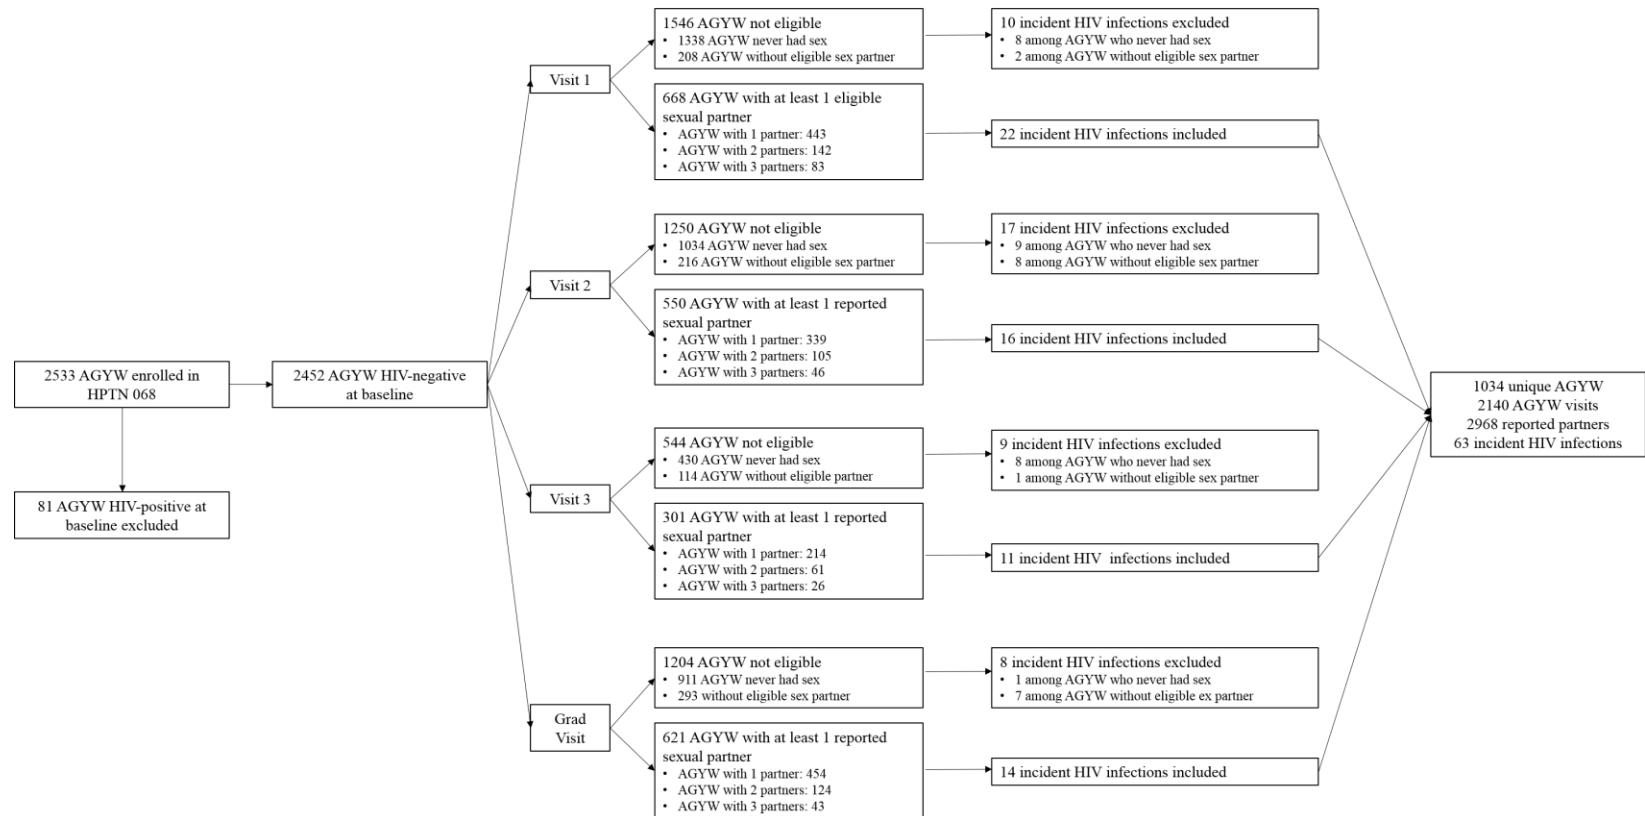 2533 AGYW enrolled in
HPTN 068
81 AGYW HIV-positive at
baseline excluded
2452 AGYW HIV-negative
at baseline
Visit 1
1546 AGYW not eligible
• 1338 AGYW never had sex
• 208 AGYW without eligible sex partner
10 incident HIV infections excluded
• 8 among AGYW who never had sex
• 2 among AGYW without eligible sex partner
668 AGYW with at least 1 eligible
sexual partner
• AGYW with 1 partner: 443
• AGYW with 2 partners: 142
• AGYW with 3 partners: 83
22 incident HIV infections included
Visit 2
1250 AGYW not eligible
• 1034 AGYW never had sex
• 216 AGYW without eligible sex partner
17 incident HIV infections excluded
• 9 among AGYW who never had sex
• 8 among AGYW without eligible sex partner
550 AGYW with at least 1 reported
sexual partner
• AGYW with 1 partner: 339
• AGYW with 2 partners: 105
• AGYW with 3 partners: 46
16 incident HIV infections included
Visit 3
544 AGYW not eligible
• 430 AGYW never had sex
• 114 AGYW without eligible partner
9 incident HIV infections excluded
• 8 among AGYW who never had sex
• 1 among AGYW without eligible sex partner
301 AGYW with at least 1 reported
sexual partner
• AGYW with 1 partner: 214
• AGYW with 2 partners: 61
• AGYW with 3 partners: 26
11 incident HIV infections included
Grad
Visit
1204 AGYW not eligible
• 911 AGYW never had sex
• 293 without eligible sex partner
8 incident HIV infections excluded
• 1 among AGYW who never had sex
• 7 among AGYW without eligible ex partner
621 AGYW with at least 1 reported
sexual partner
• AGYW with 1 partner: 454
• AGYW with 2 partners: 124
• AGYW with 3 partners: 43
14 incident HIV infections included
1034 unique AGYW
2140 AGYW visits
2968 reported partners
63 incident HIV infections